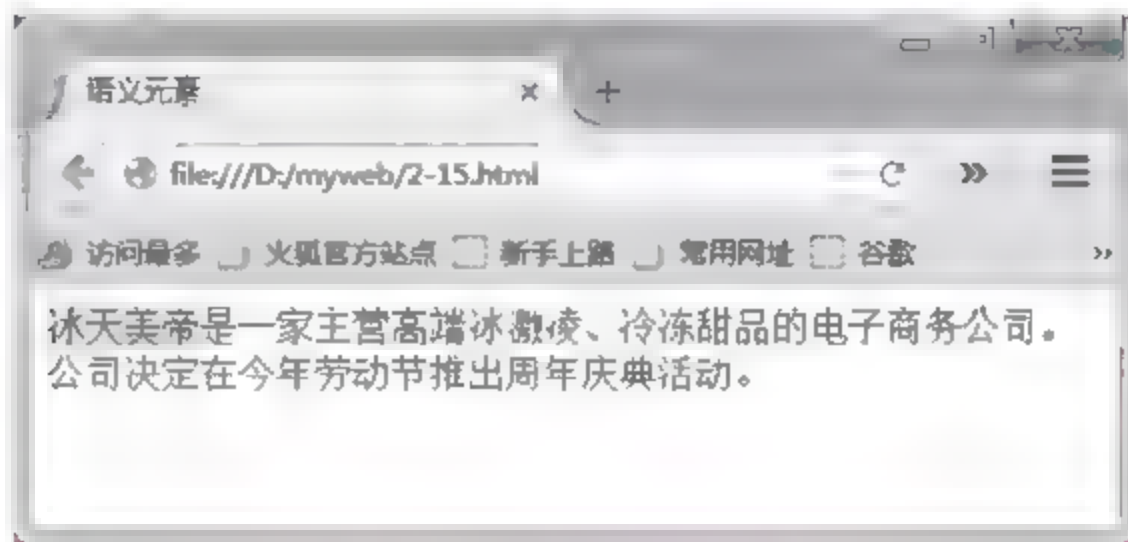 语义元素
file:///D:/myweb/2-15.html
访问最多 火狐官方站点 新手上路 常用网址 谷歌
冰天美帝是一家主营高端冰激凌、冷冻甜品的电子商务公司。
公司决定在今年劳动节推出周年庆典活动。